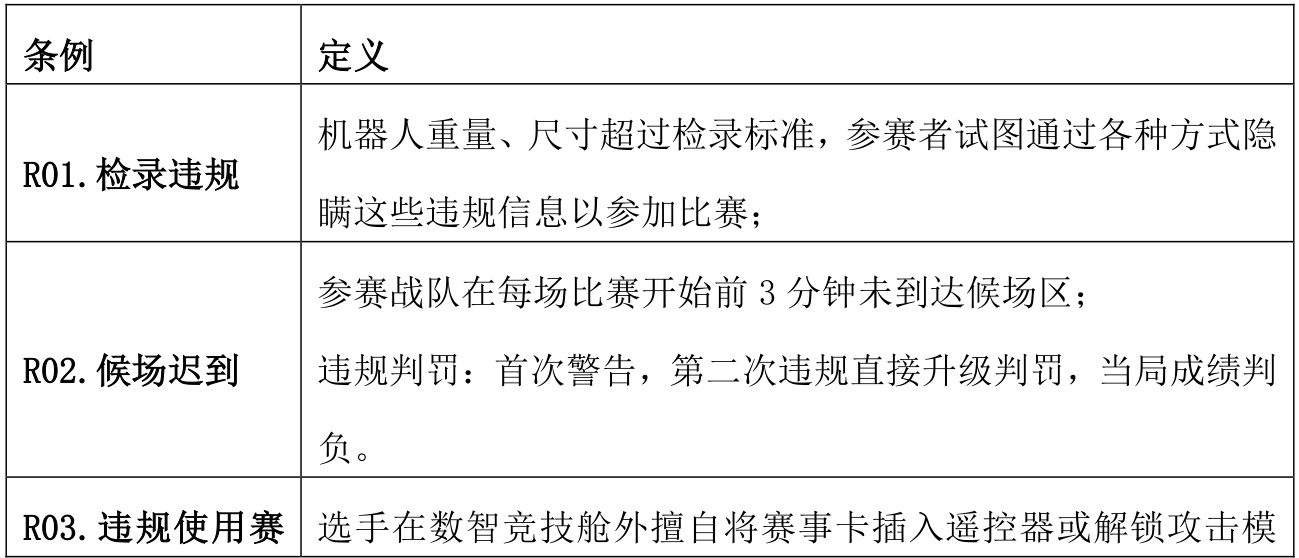 条例 定义
R01.检录违规
机器人重量、尺寸超过检录标准，参赛者试图通过各种方式隐
瞒这些违规信息以参加比赛；
R02.候场迟到
参赛战队在每场比赛开始前 3 分钟未到达候场区；
违规判罚：首次警告，第二次违规直接升级判罚，当局成绩判
负。
R03.违规使用赛 选手在数智竞技舱外擅自将赛事卡插入遥控器或解锁攻击模